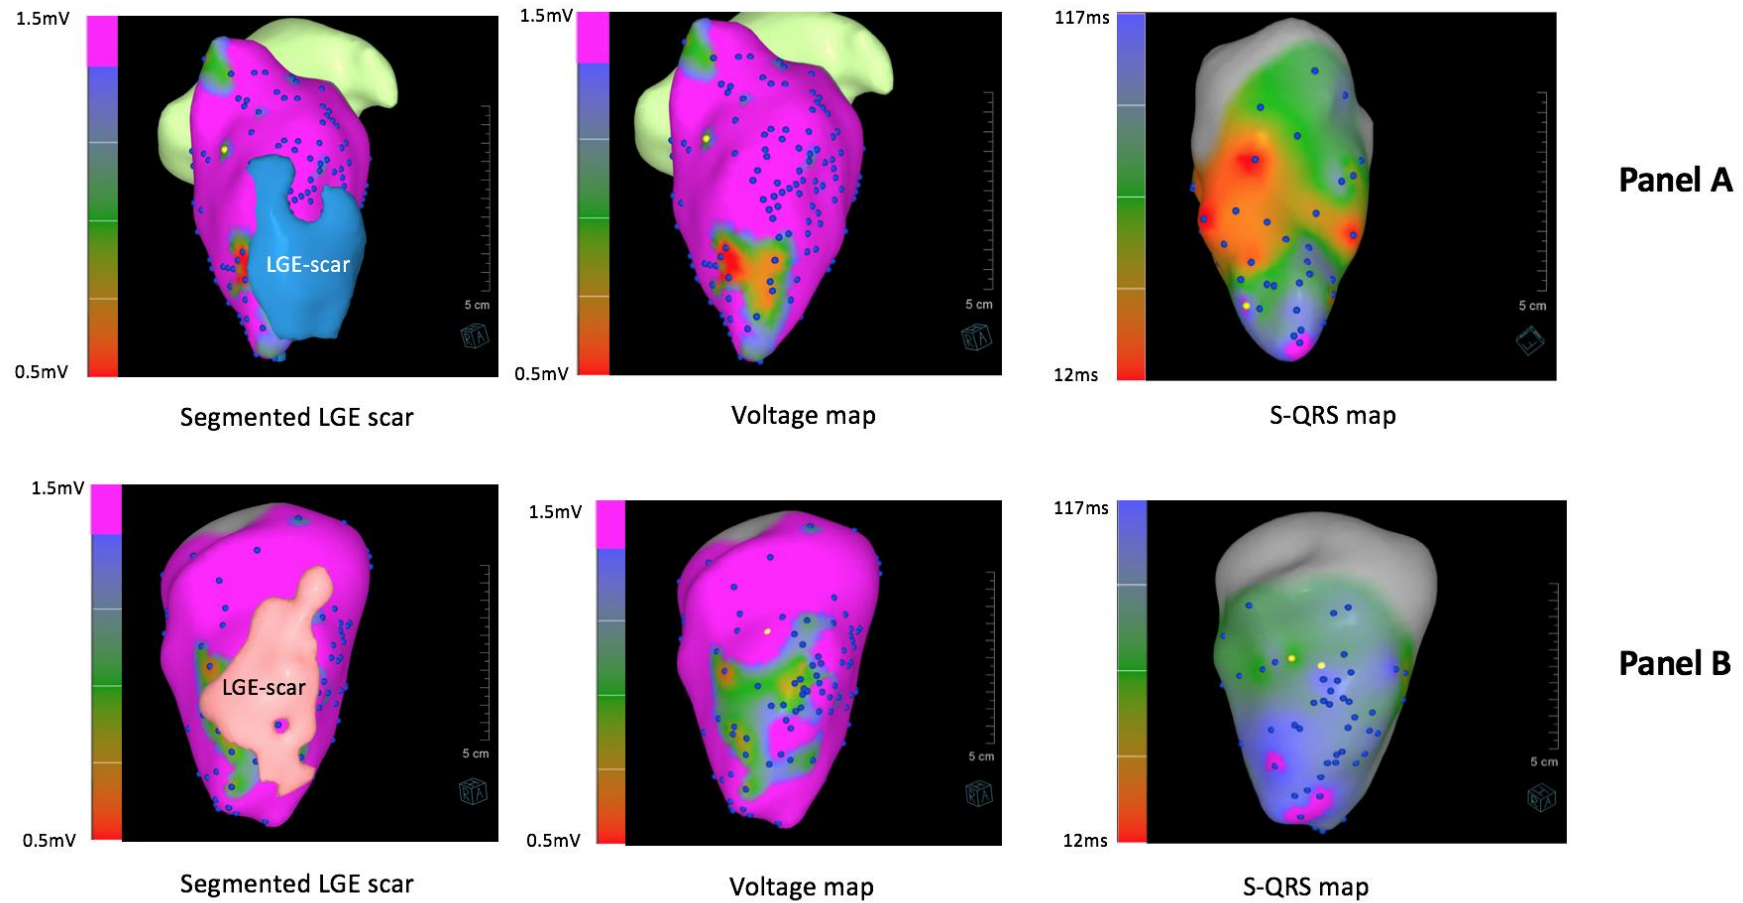 1.5mV
1.5mV
117ms
LGE-scar
5 cm
5 cm
5 cm
R A
R A
0.5mV
0.5mV
12ms
Segmented LGE scar
Voltage map
S-QRS map
Panel A
1.5mV
1.5mV
117ms
LGE-scar
5 cm
5 cm
5 cm
R A
R A
R A
0.5mV
0.5mV
12ms
Segmented LGE scar
Voltage map
S-QRS map
Panel B